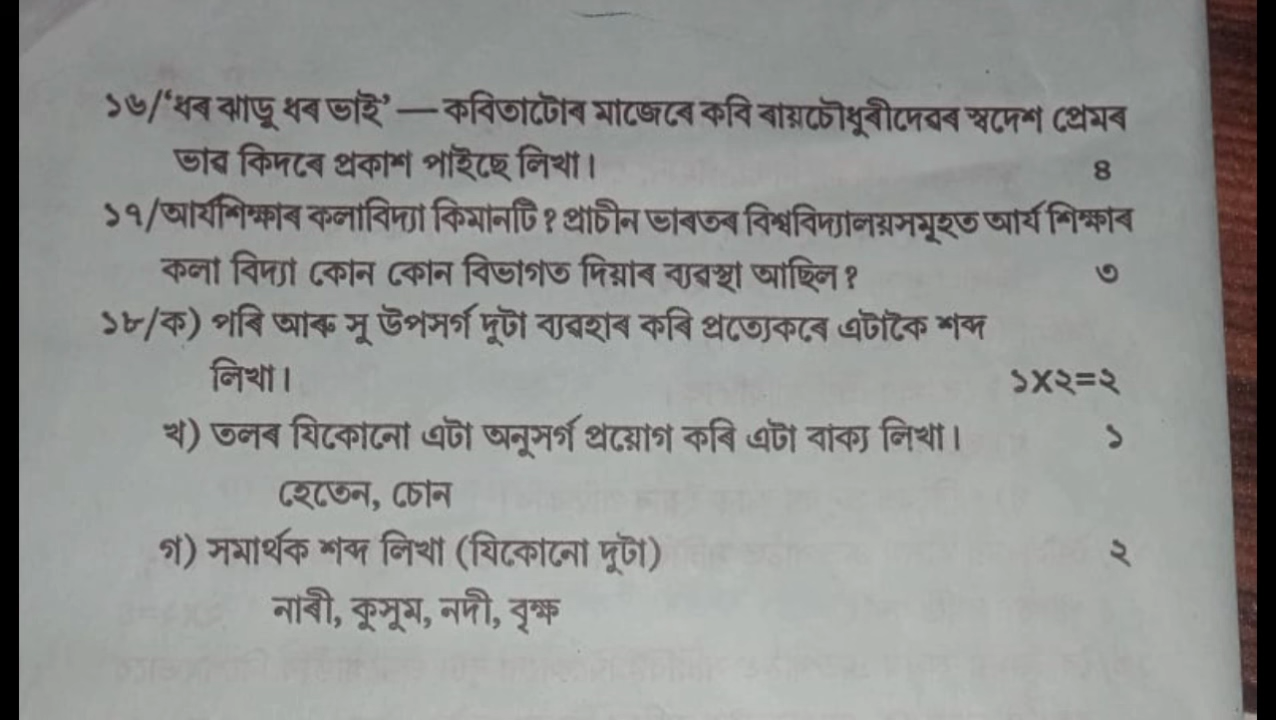 ১৬/‘ধৰ ঝাড়ু ধৰ ভাই’ — কবিতাটোৰ মাজেৰে কবি ৰায়চৌধুৰীদেৱৰ স্বদেশ প্ৰেমৰ
ভাৱ কিদৰে প্ৰকাশ পাইছে লিখা। ৪
১৭/আৰ্যশিক্ষাৰ কলাবিদ্যা কিমানটি? প্ৰাচীন ভাৰতৰ বিশ্ববিদ্যালয়সমূহত আৰ্য শিক্ষাৰ
কলা বিদ্যা কোন কোন বিভাগত দিয়াৰ ব্যৱস্থা আছিল? ৩
১৮/ক) পৰি আৰু সু উপসৰ্গ দুটা ব্যৱহাৰ কৰি প্ৰত্যেকৰে এটাকৈ শব্দ
লিখা। ১X২=২
খ) তলৰ যিকোনো এটা অনুসৰ্গ প্ৰয়োগ কৰি এটা বাক্য লিখা। ১
হেতেন, চোন
গ) সমাৰ্থক শব্দ লিখা (যিকোনো দুটা) ২
নাৰী, কুসুম, নদী, বৃক্ষ